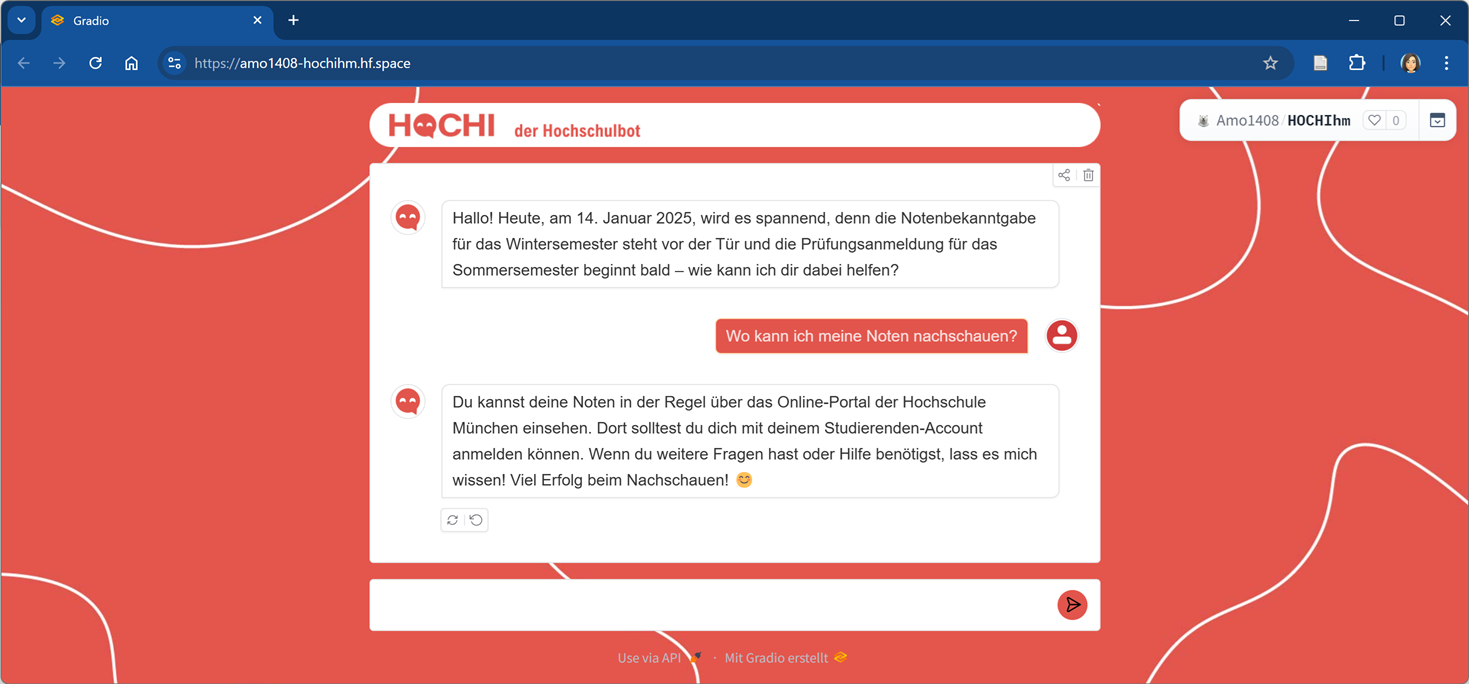 Gradio
https://amo1408-hochihm.hf.space
HOCHI der Hochschulbot
Amo1408/HOCHIhm 0
Hallo! Heute, am 14. Januar 2025, wird es spannend, denn die Notenbekanntgabe
für das Wintersemester steht vor der Tür und die Prüfungsanmeldung für das
Sommersemester beginnt bald – wie kann ich dir dabei helfen?
Wo kann ich meine Noten nachschauen?
Du kannst deine Noten in der Regel über das Online-Portal der Hochschule
München einsehen. Dort solltest du dich mit deinem Studierenden-Account
anmelden können. Wenn du weitere Fragen hast oder Hilfe benötigst, lass es mich
wissen! Viel Erfolg beim Nachschauen! 😊
Use via API · Mit Gradio erstellt